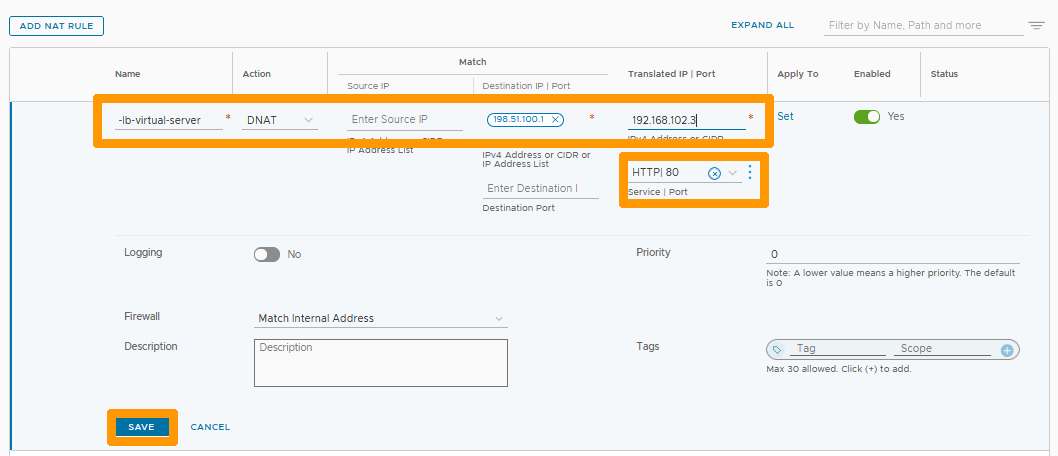 ADD NAT RULE
EXPAND ALL
Filter by Name, Path and more
Name
Action
Match
Source IP
Destination IP | Port
Translated IP | Port
Apply To
Enabled
Status
-lb-virtual-server *
DNAT
Enter Source IP
198.51.100.1 ✕ *
192.168.102.3 *
Set
Yes
IP Address List
IPv4 Address or CIDR or
IP Address List
IPv4 Address or CIDR
HTTP| 80
Service | Port
Enter Destination I
Destination Port
Logging
No
Priority
0
Note: A lower value means a higher priority. The default
is 0
Firewall
Match Internal Address
Description
Description
Tags
Tag
Scope
Max 30 allowed. Click (+) to add.
SAVE
CANCEL